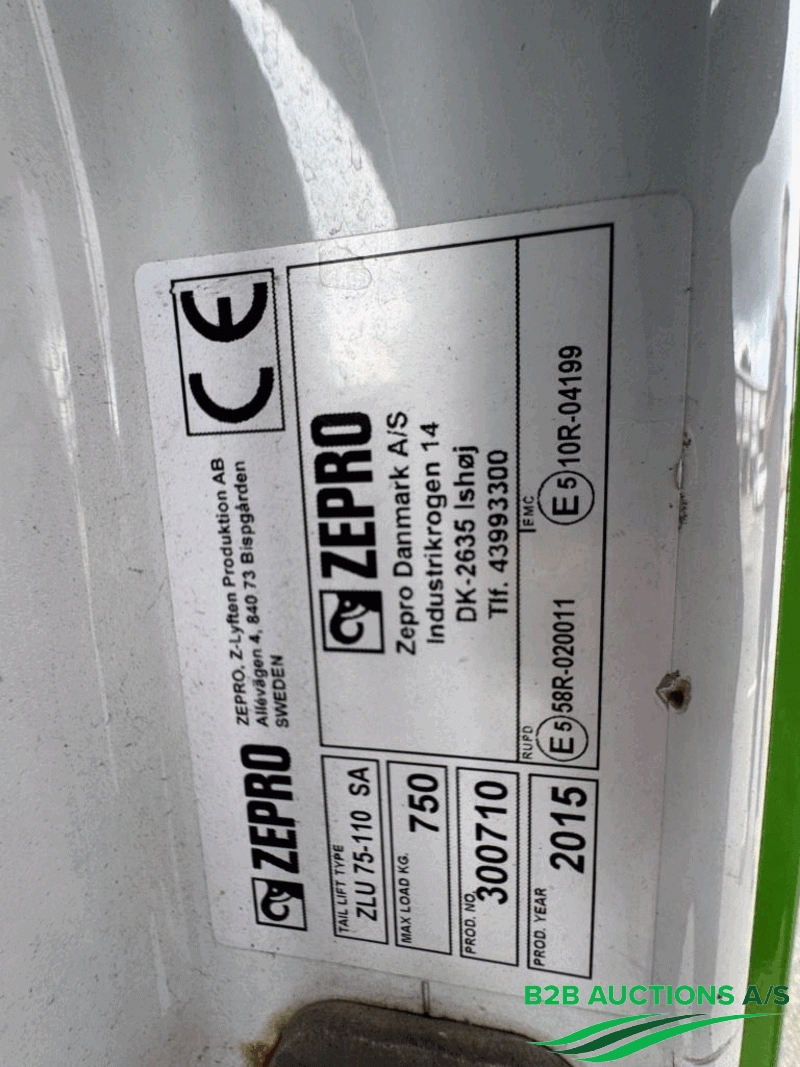 ZEPRO
ZEPRO, Z-Lyften Produktion AB
Allévägen 4, 840 73 Bispgården
SWEDEN
CE
TAIL LIFT TYPE
ZLU 75-110 SA
MAX LOAD KG.
750
PROD. NO.
300710
PROD. YEAR
2015
ZEPRO
Zepro Danmark A/S
Industrikrogen 14
DK-2635 Ishøj
Tlf. 43993300
RUPD
E5 58R-020011
EMC
E5 10R-04199
B2B AUCTIONS A/S